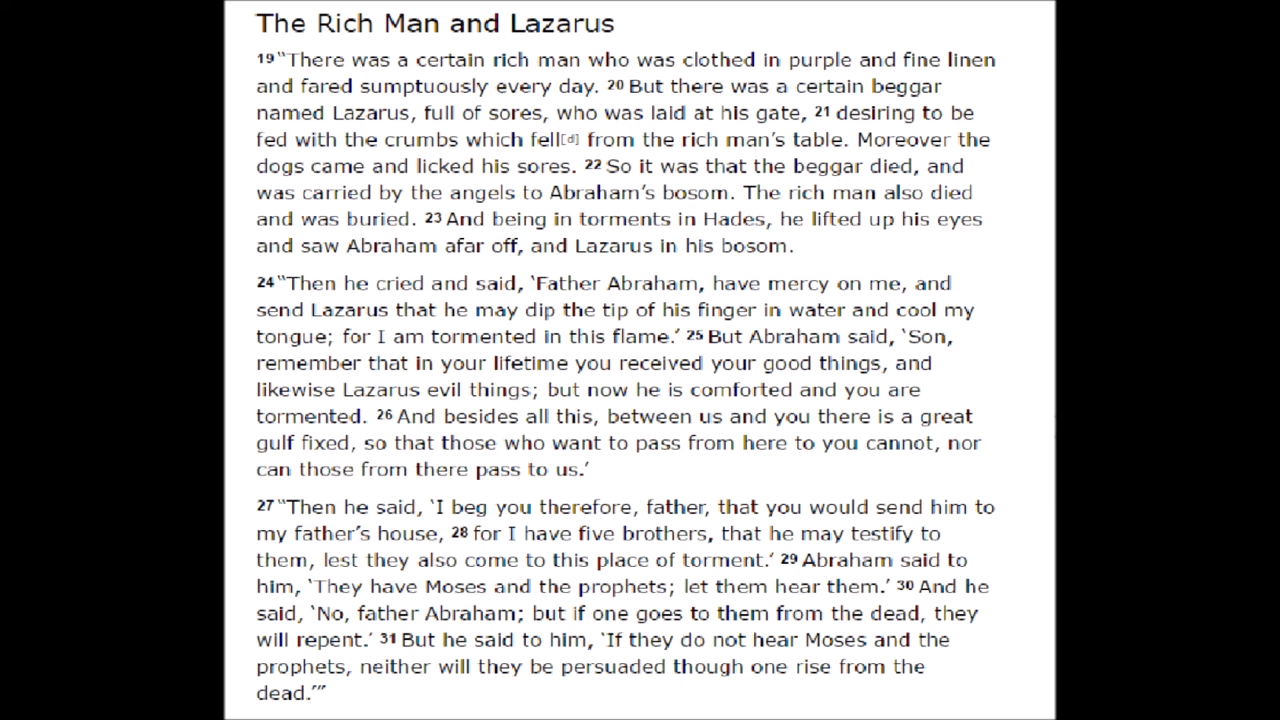 The Rich Man and Lazarus
19 “There was a certain rich man who was clothed in purple and fine linen
and fared sumptuously every day. 20 But there was a certain beggar
named Lazarus, full of sores, who was laid at his gate, 21 desiring to be
fed with the crumbs which fell[d] from the rich man’s table. Moreover the
dogs came and licked his sores. 22 So it was that the beggar died, and
was carried by the angels to Abraham’s bosom. The rich man also died
and was buried. 23 And being in torments in Hades, he lifted up his eyes
and saw Abraham afar off, and Lazarus in his bosom.
24 “Then he cried and said, ‘Father Abraham, have mercy on me, and
send Lazarus that he may dip the tip of his finger in water and cool my
tongue; for I am tormented in this flame.’ 25 But Abraham said, ‘Son,
remember that in your lifetime you received your good things, and
likewise Lazarus evil things; but now he is comforted and you are
tormented. 26 And besides all this, between us and you there is a great
gulf fixed, so that those who want to pass from here to you cannot, nor
can those from there pass to us.’
27 “Then he said, ‘I beg you therefore, father, that you would send him to
my father’s house, 28 for I have five brothers, that he may testify to
them, lest they also come to this place of torment.’ 29 Abraham said to
him, ‘They have Moses and the prophets; let them hear them.’ 30 And he
said, ‘No, father Abraham; but if one goes to them from the dead, they
will repent.’ 31 But he said to him, ‘If they do not hear Moses and the
prophets, neither will they be persuaded though one rise from the
dead.’”